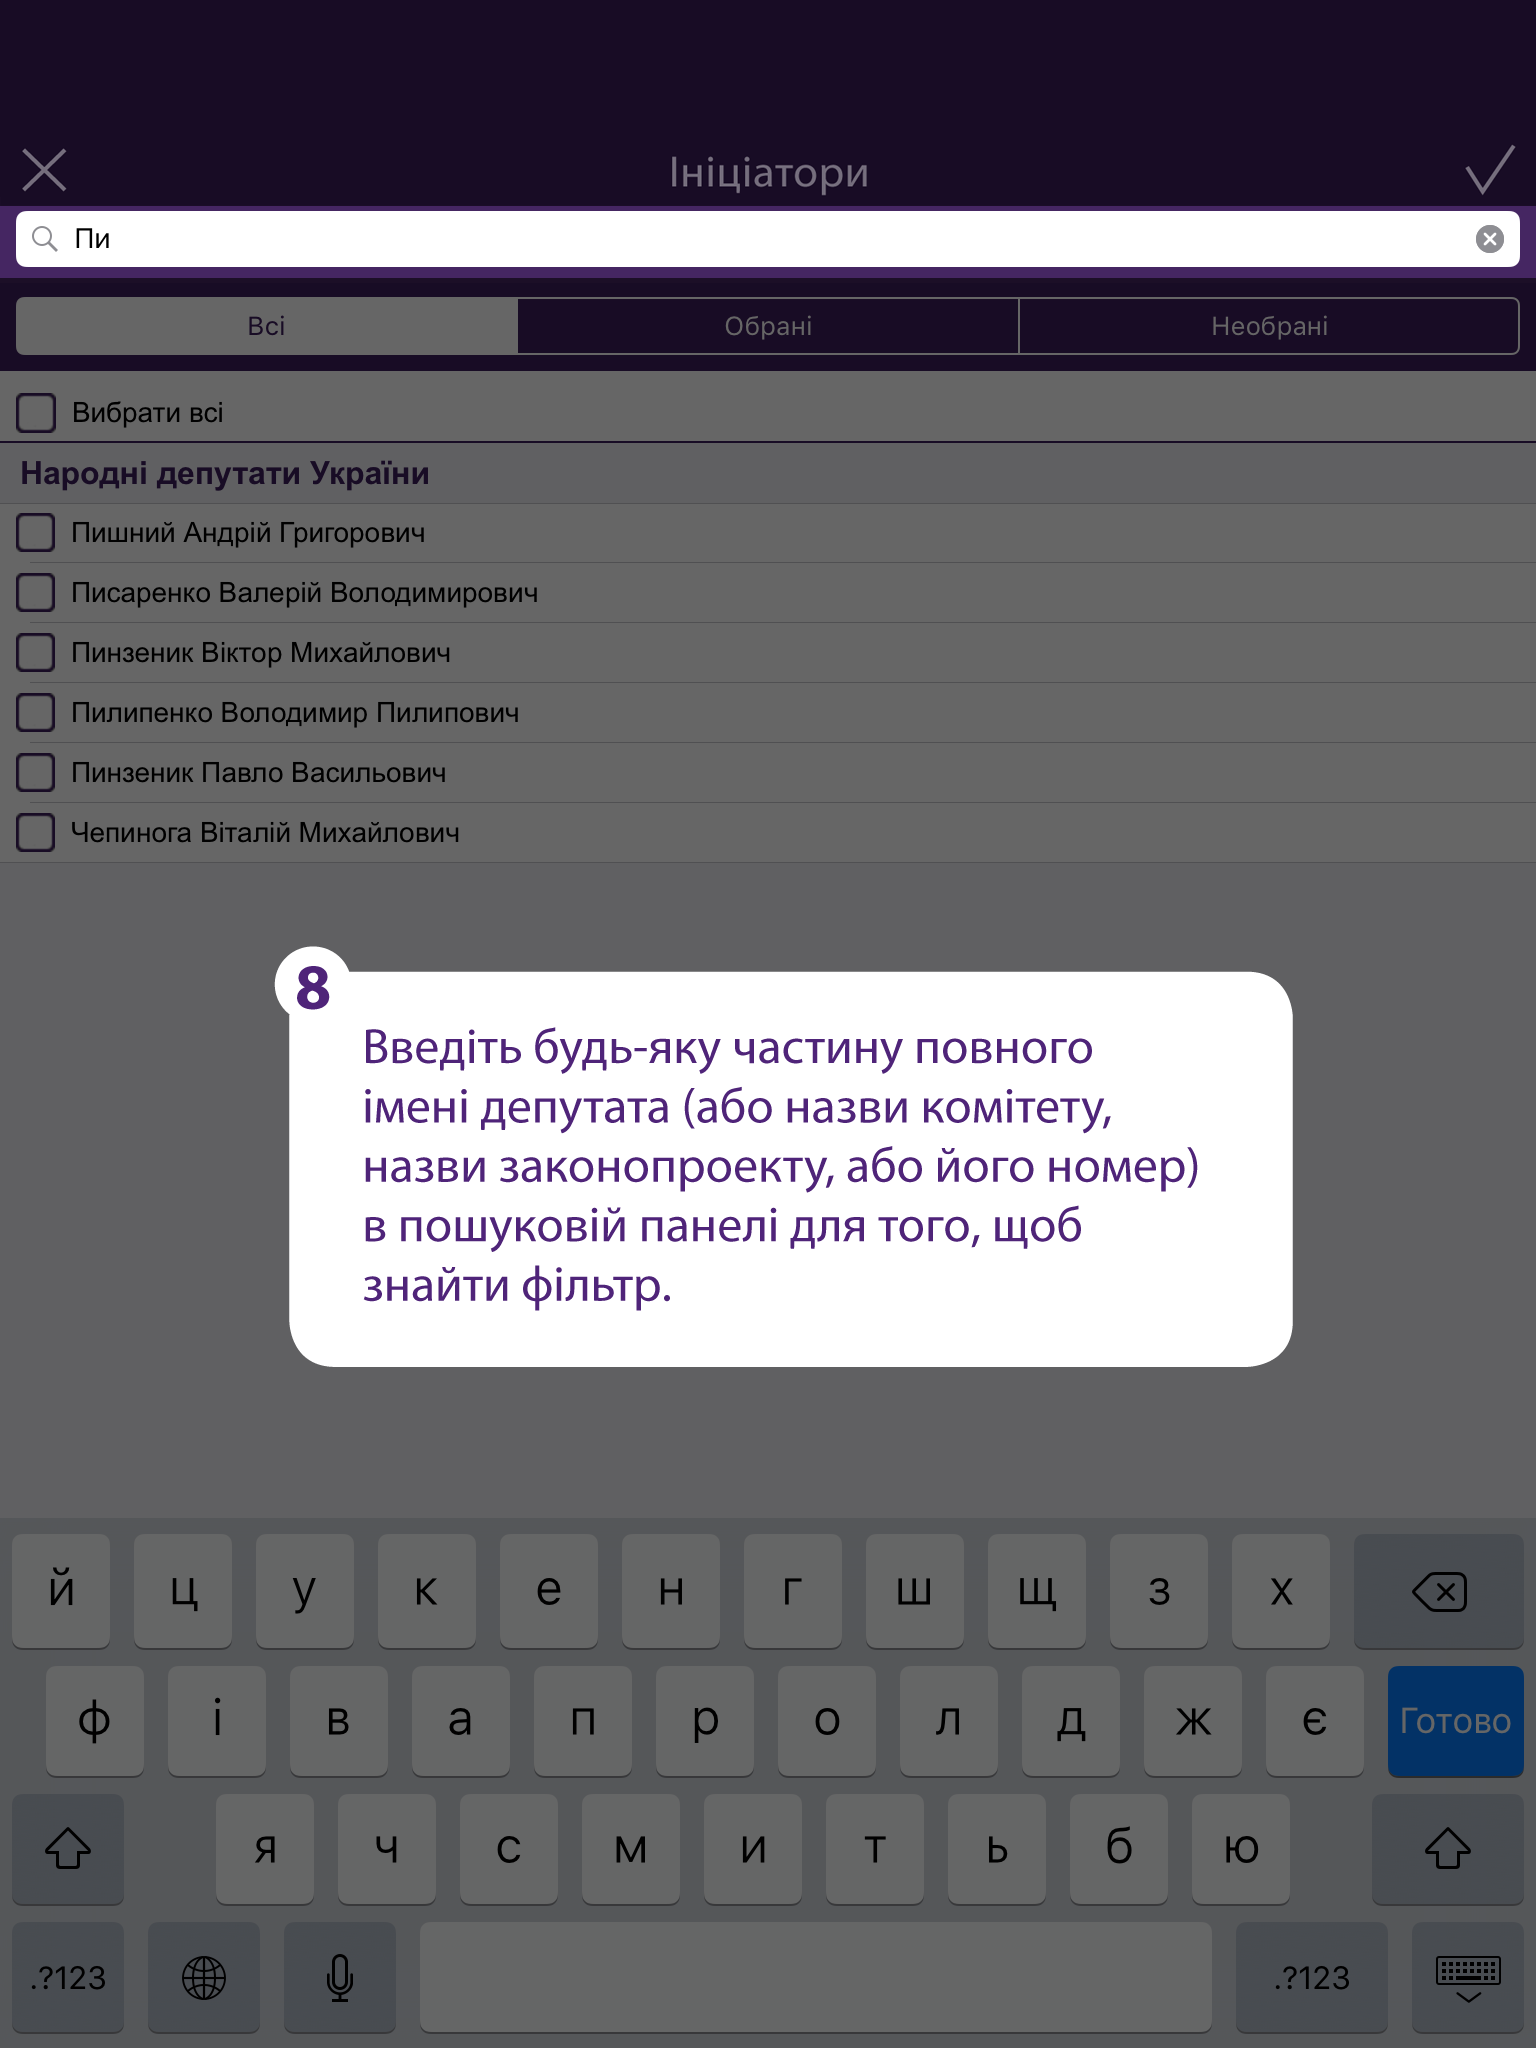 Ініціатори
Пи
Всі
Обрані
Необрані
Вибрати всі
Народні депутати України
Пишний Андрій Григорович
Писаренко Валерій Володимирович
Пинзеник Віктор Михайлович
Пилипенко Володимир Пилипович
Пинзеник Павло Васильович
Чепинога Віталій Михайлович
8
Введіть будь-яку частину повного
імені депутата (або назви комітету,
назви законопроекту, або його номер)
в пошуковій панелі для того, щоб
знайти фільтр.
й ц у к е н г ш щ з х
ф і в а п р о л д ж є Готово
я ч с м и т ь б ю
.?123 .?123